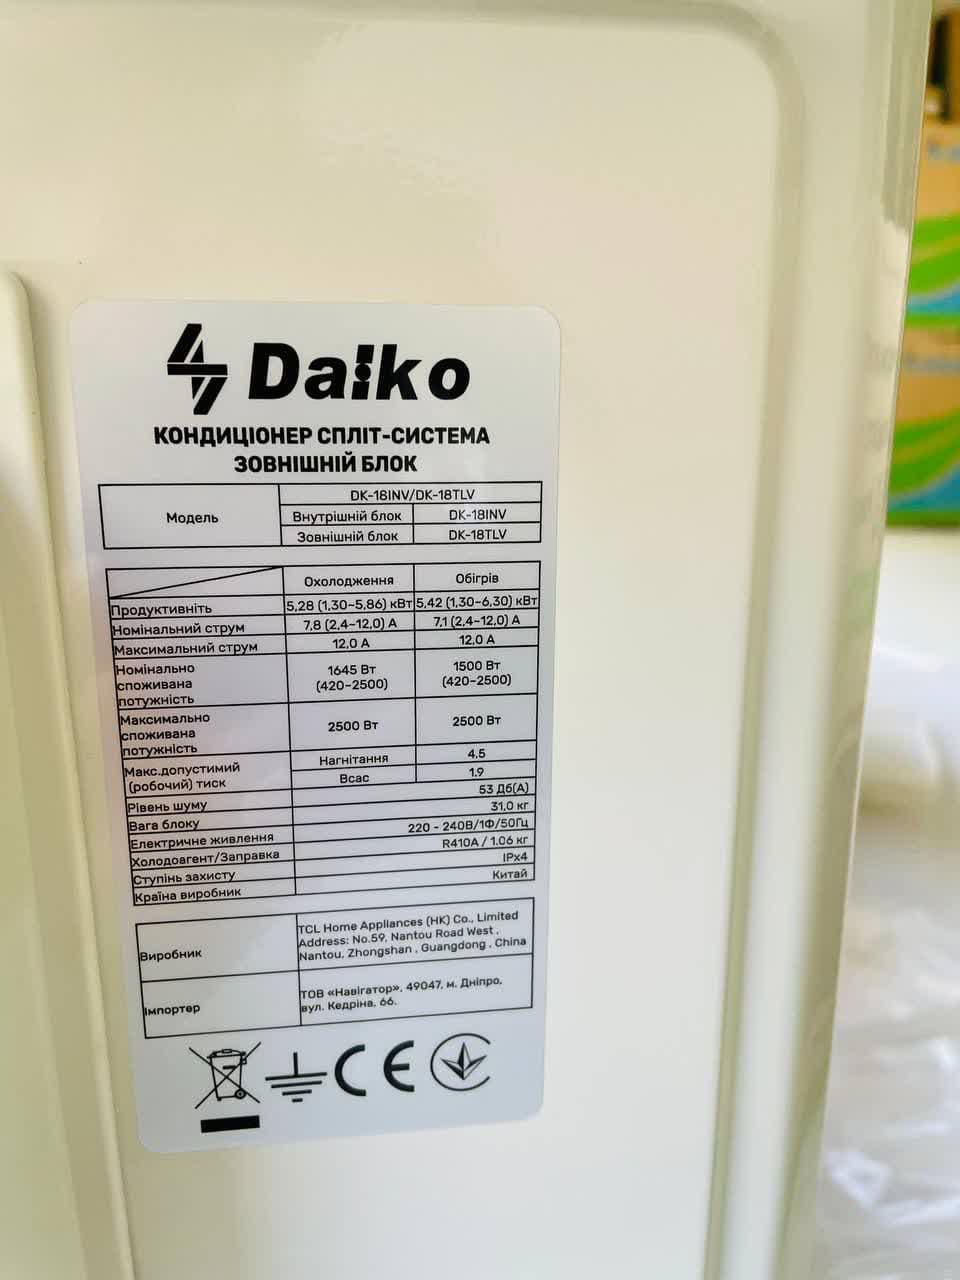 Daiko
КОНДИЦІОНЕР СПЛІТ-СИСТЕМА
ЗОВНІШНІЙ БЛОК
Модель
DK-18INV/DK-18TLV
Внутрішній блок DK-18INV
Зовнішній блок DK-18TLV
Охолодження Обігрів
Продуктивніть 5,28 (1,30~5,86) кВт 5,42 (1,30~6,30) кВт
Номінальний струм 7,8 (2,4~12,0) А 7,1 (2,4~12,0) А
Максимальний струм 12,0 А 12,0 А
Номінально
споживана
потужність
1645 Вт
(420~2500)
1500 Вт
(420~2500)
Максимально
споживана
потужність
2500 Вт 2500 Вт
Макс.допустимий
(робочий) тиск
Нагнітання 4.5
Всас 1.9
Рівень шуму 53 Дб(А)
Вага блоку 31,0 кг
Електричне живлення 220 - 240В/1Ф/50Гц
Холодоагент/Заправка R410A / 1.06 кг
Ступінь захисту IPx4
Країна виробник Китай
Виробник
TCL Home Appliances (HK) Co., Limited
Address: No.59, Nantou Road West ,
Nantou, Zhongshan , Guangdong , China
Імпортер
ТОВ «Навігатор», 49047, м. Дніпро,
вул. Кедріна, 66.
CE